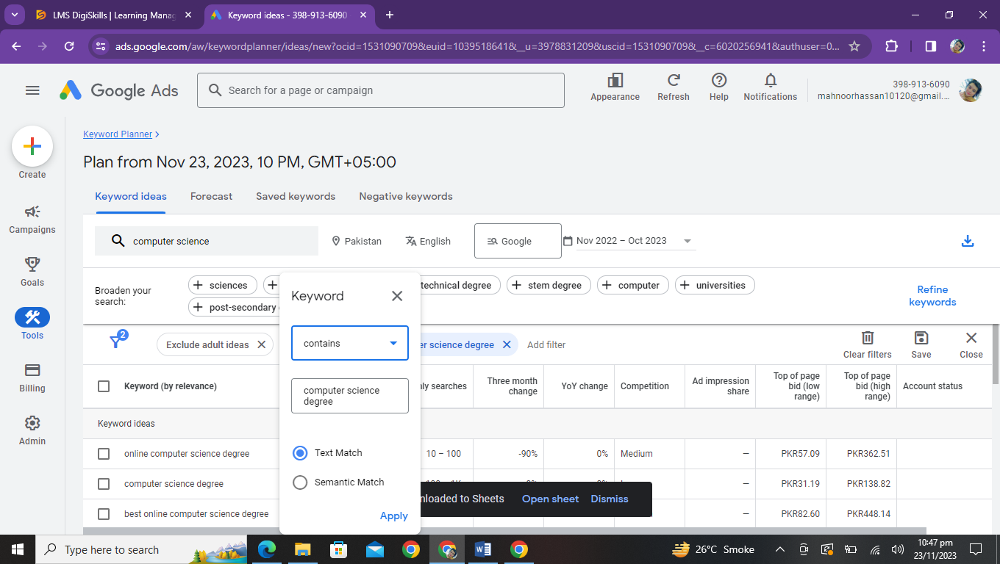 LMS DigiSkills | Learning Manag
Keyword ideas - 398-913-6090
ads.google.com/aw/keywordplanner/ideas/new?ocid=1531090709&euid=1039518641&__u=3978831209&uscid=1531090709&__c=6020256941&authuser=0...
Google Ads
Search for a page or campaign
Appearance
Refresh
Help
Notifications
398-913-6090
mahnoorhassan10120@gmail....
Create
Campaigns
Goals
Tools
Billing
Admin
Keyword Planner
Plan from Nov 23, 2023, 10 PM, GMT+05:00
Keyword ideas
Forecast
Saved keywords
Negative keywords
computer science
Pakistan
English
Google
Nov 2022 – Oct 2023
Broaden your
search:
sciences
technical degree
stem degree
computer
universities
post-secondary
Refine
keywords
2
Exclude adult ideas
er science degree
Add filter
Clear filters
Save
Close
Keyword
contains
computer science
degree
Text Match
Semantic Match
Apply
Keyword (by relevance)
ly searches
Three month
change
YoY change
Competition
Ad impression
share
Top of page
bid (low
range)
Top of page
bid (high
range)
Account status
Keyword ideas
online computer science degree
10 – 100
-90%
0%
Medium
—
PKR57.09
PKR362.51
computer science degree
—
PKR31.19
PKR138.82
best online computer science degree
—
PKR82.60
PKR448.14
nloaded to Sheets
Open sheet
Dismiss
Type here to search
26°C Smoke
10:47 pm
23/11/2023